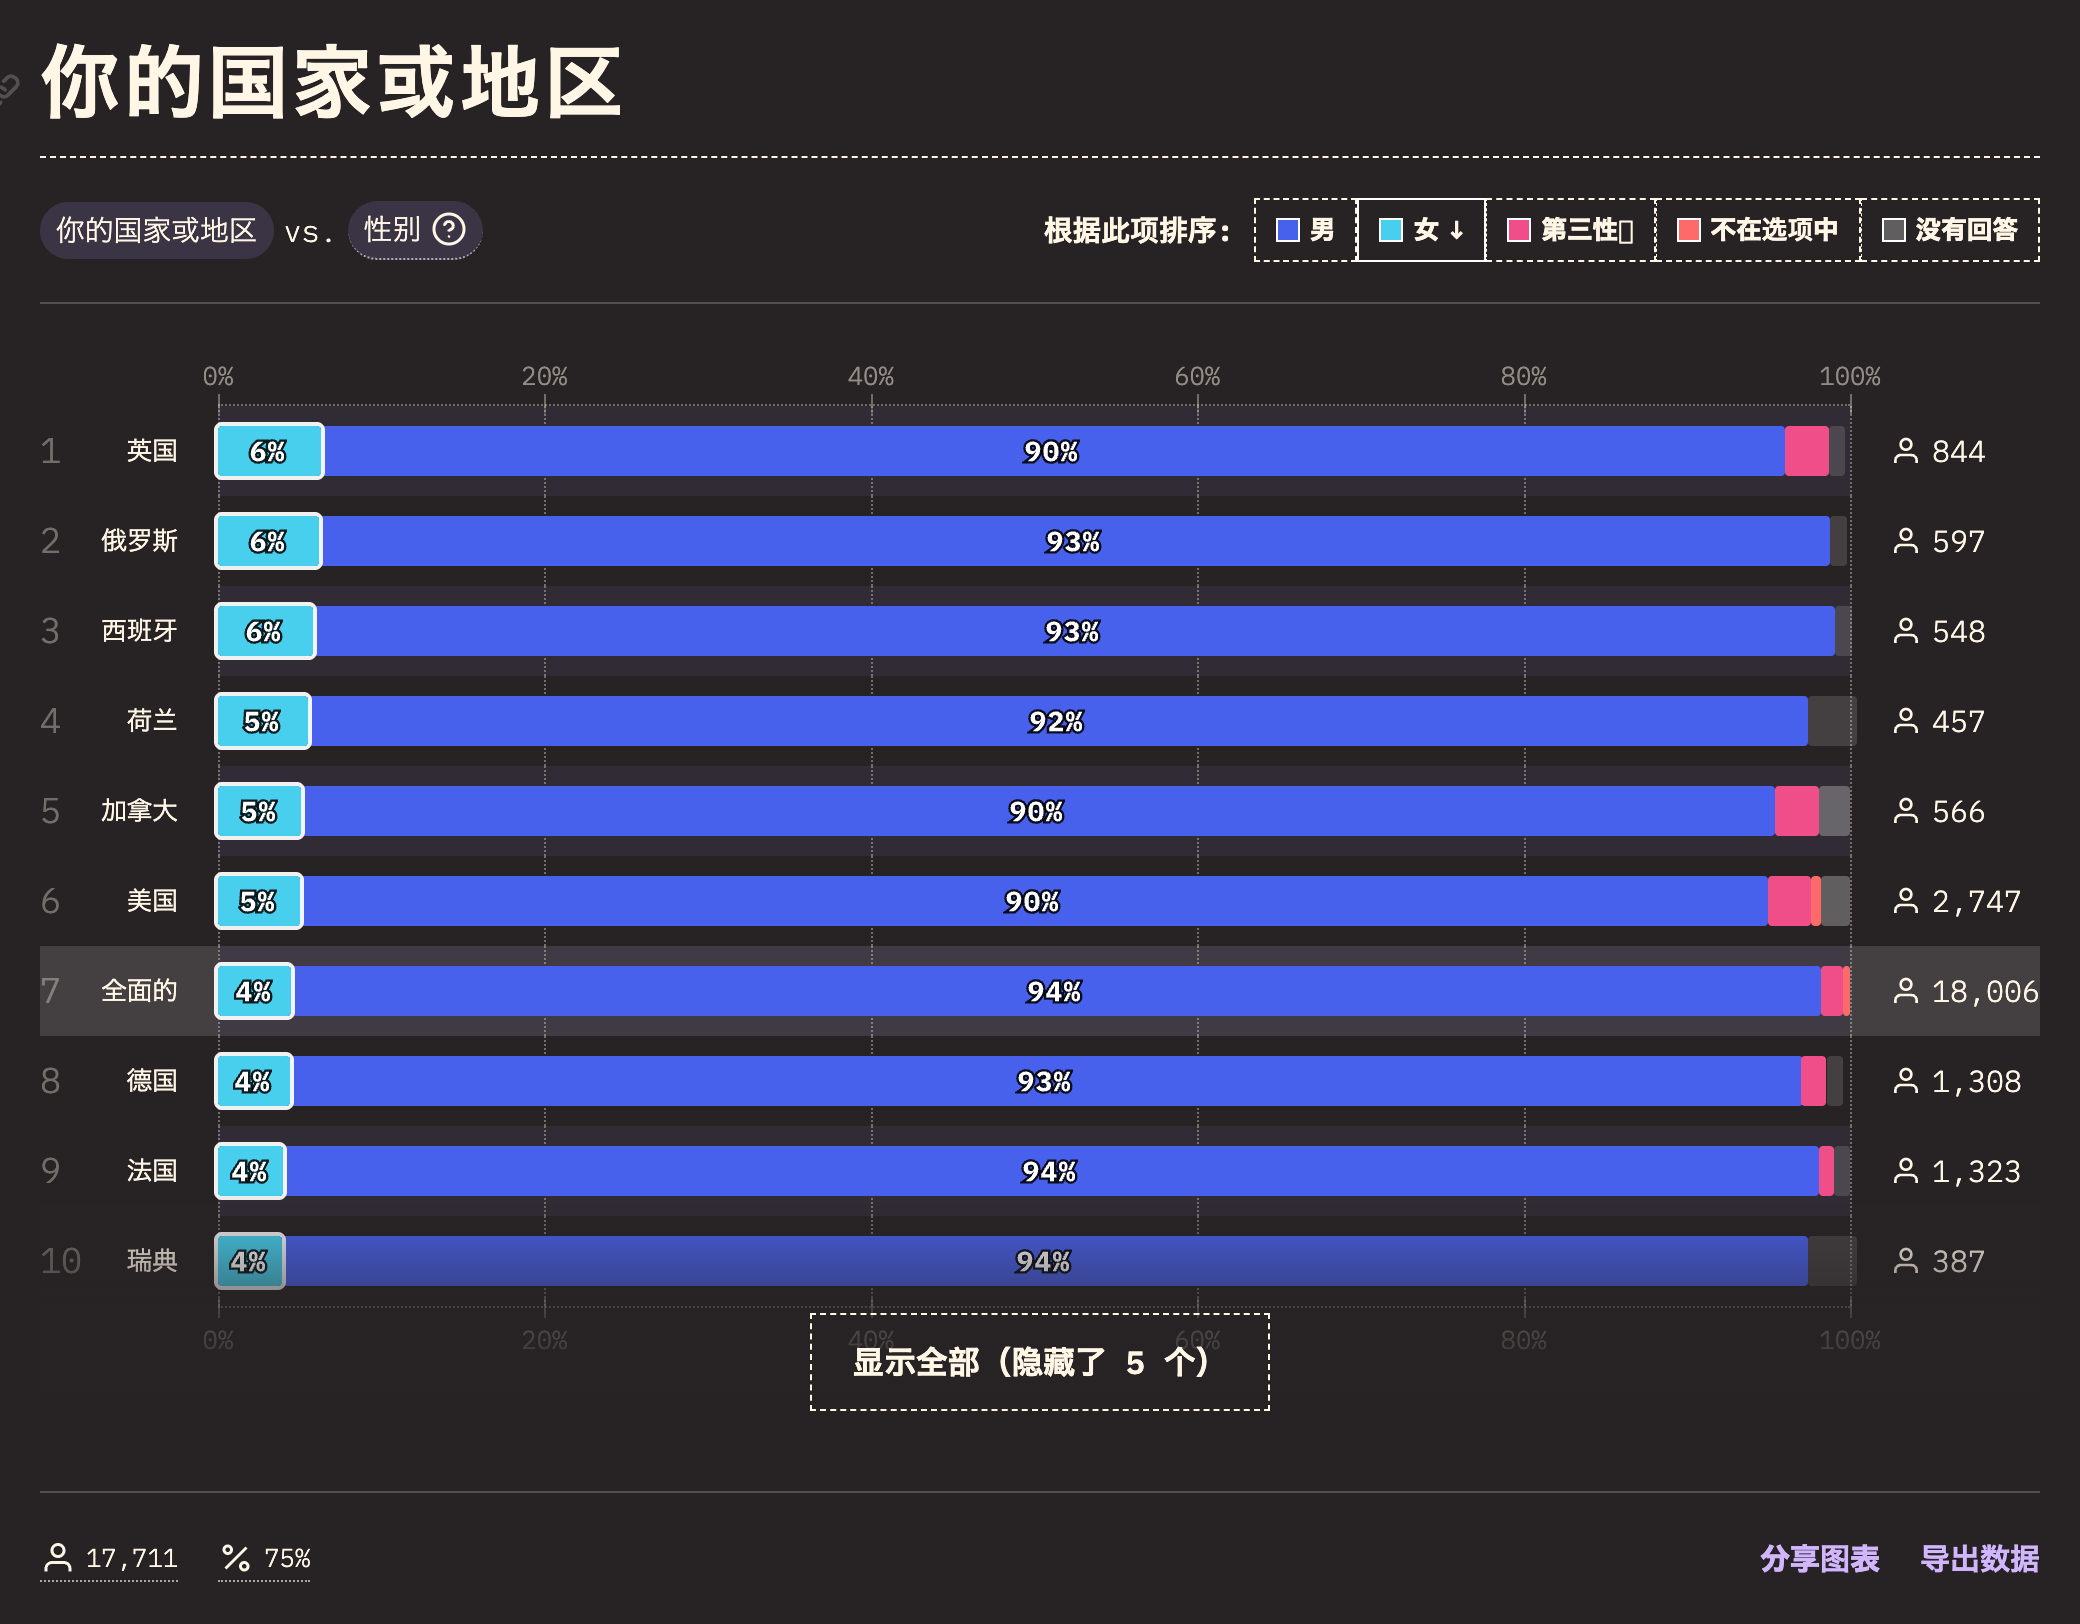 你的国家或地区
你的国家或地区 vs. 性别
根据此项排序: 男 女 ↓ 第三性 不在选项中 没有回答
0% 20% 40% 60% 80% 100%
1 英国 6% 90% 844
2 俄罗斯 6% 93% 597
3 西班牙 6% 93% 548
4 荷兰 5% 92% 457
5 加拿大 5% 90% 566
6 美国 5% 90% 2,747
7 全面的 4% 94% 18,006
8 德国 4% 93% 1,308
9 法国 4% 94% 1,323
10 瑞典 4% 94% 387
0% 20% 40% 60% 80% 100%
显示全部（隐藏了 5 个）
17,711 75% 分享图表 导出数据